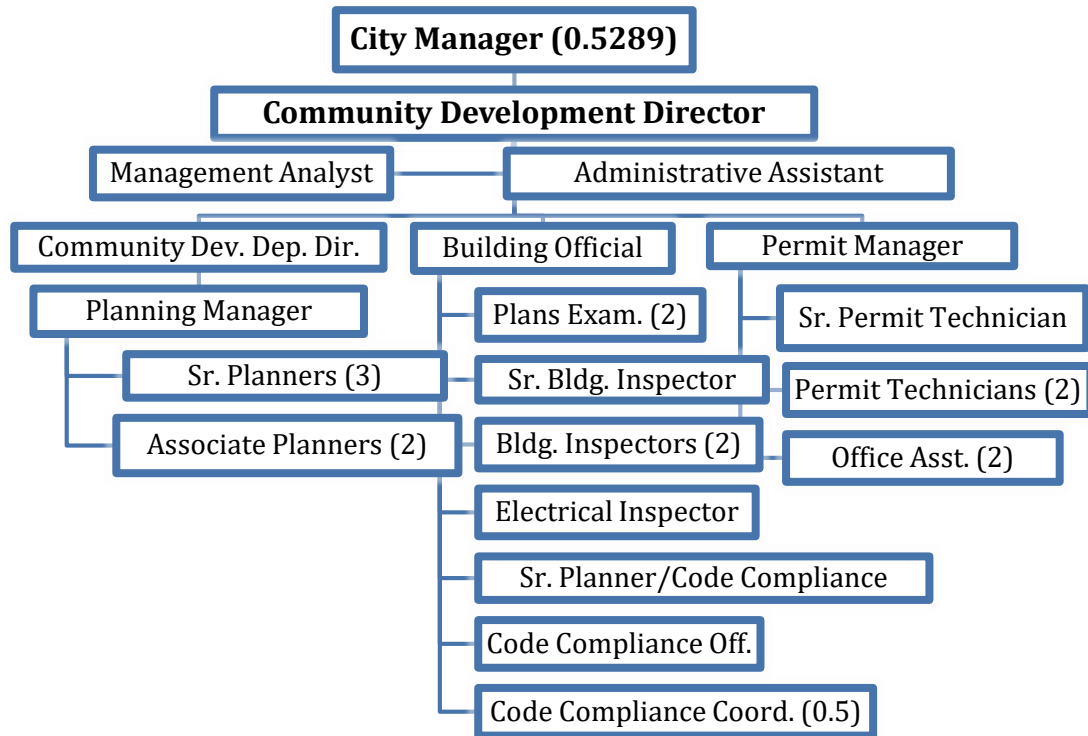 City Manager (0.5289)
Community Development Director
Management Analyst
Administrative Assistant
Community Dev. Dep. Dir.
Building Official
Permit Manager
Planning Manager
Plans Exam. (2)
Sr. Permit Technician
Sr. Planners (3)
Sr. Bldg. Inspector
Permit Technicians (2)
Associate Planners (2)
Bldg. Inspectors (2)
Office Asst. (2)
Electrical Inspector
Sr. Planner/Code Compliance
Code Compliance Off.
Code Compliance Coord. (0.5)